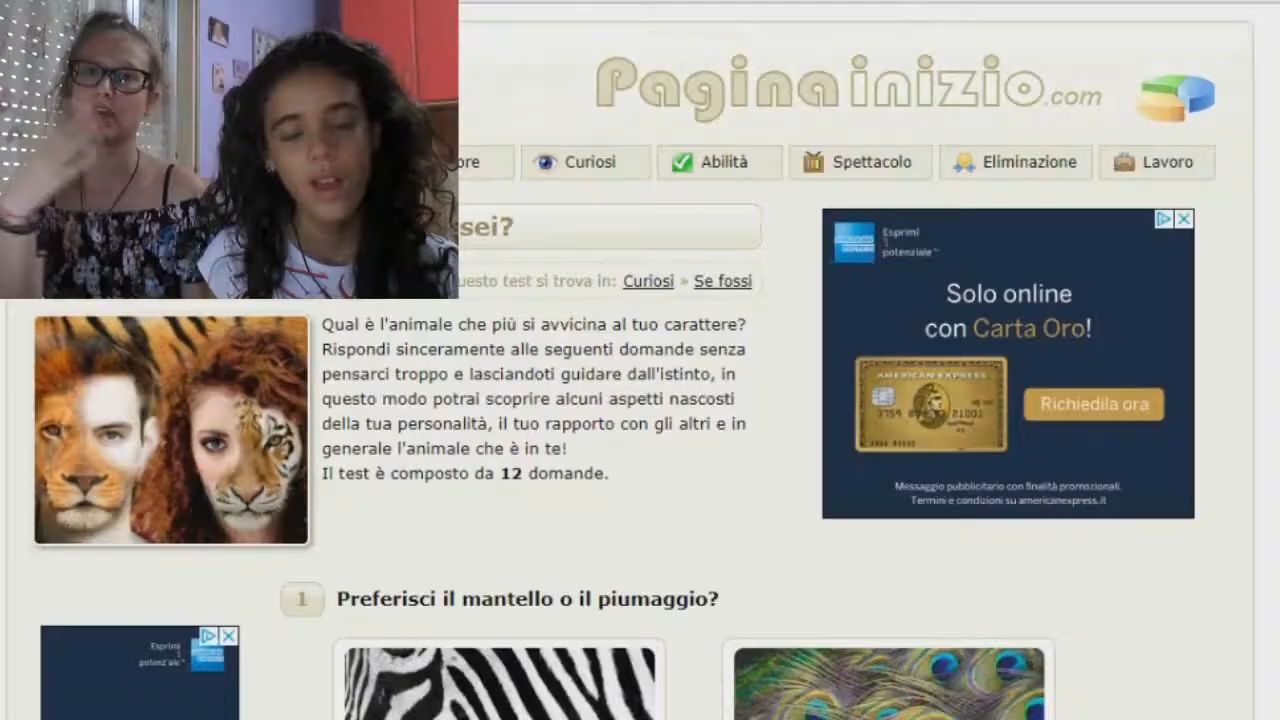 Pagina inizio.com
ore
Curiosi
Abilità
Spettacolo
Eliminazione
Lavoro
sei?
uesto test si trova in: Curiosi » Se fossi
Qual è l'animale che più si avvicina al tuo carattere?
Rispondi sinceramente alle seguenti domande senza
pensarci troppo e lasciandoti guidare dall'istinto, in
questo modo potrai scoprire alcuni aspetti nascosti
della tua personalità, il tuo rapporto con gli altri e in
generale l'animale che è in te!
Il test è composto da 12 domande.
Esprimi
il
potenziale™
Solo online
con Carta Oro!
AMERICAN EXPRESS
Richiedila ora
Messaggio pubblicitario con finalità promozionali.
Termini e condizioni su americanexpress.it
1 Preferisci il mantello o il piumaggio?
Esprimi